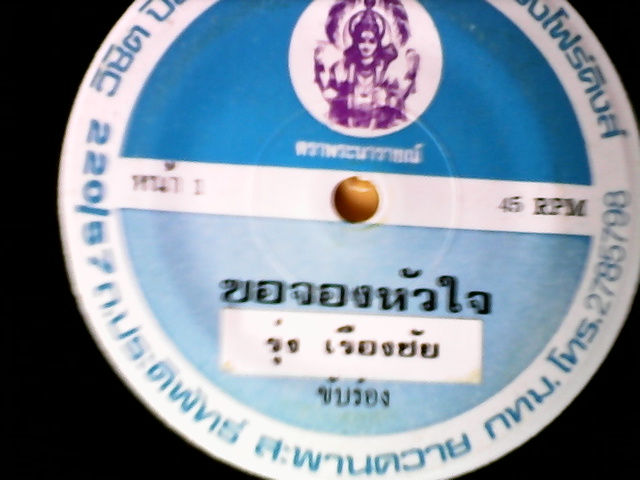 ตราพระนารายณ์
หน้า 1
45 RPM
ขอจองหัวใจ
รุ่ง เรืองชัย
ขับร้อง
วิชิต
220/67 ถ.ประดิพัทธ์ สะพานควาย กทม. โทร.2785798